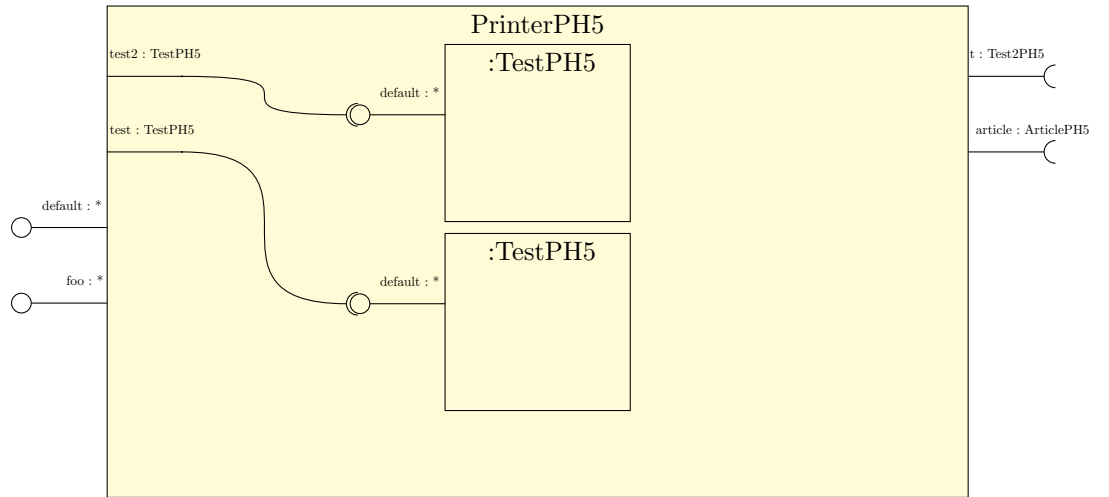 PrinterPH5
test2 : TestPH5
:TestPH5
t : Test2PH5
default : *
test : TestPH5
article : ArticlePH5
default : *
:TestPH5
foo : *
default : *